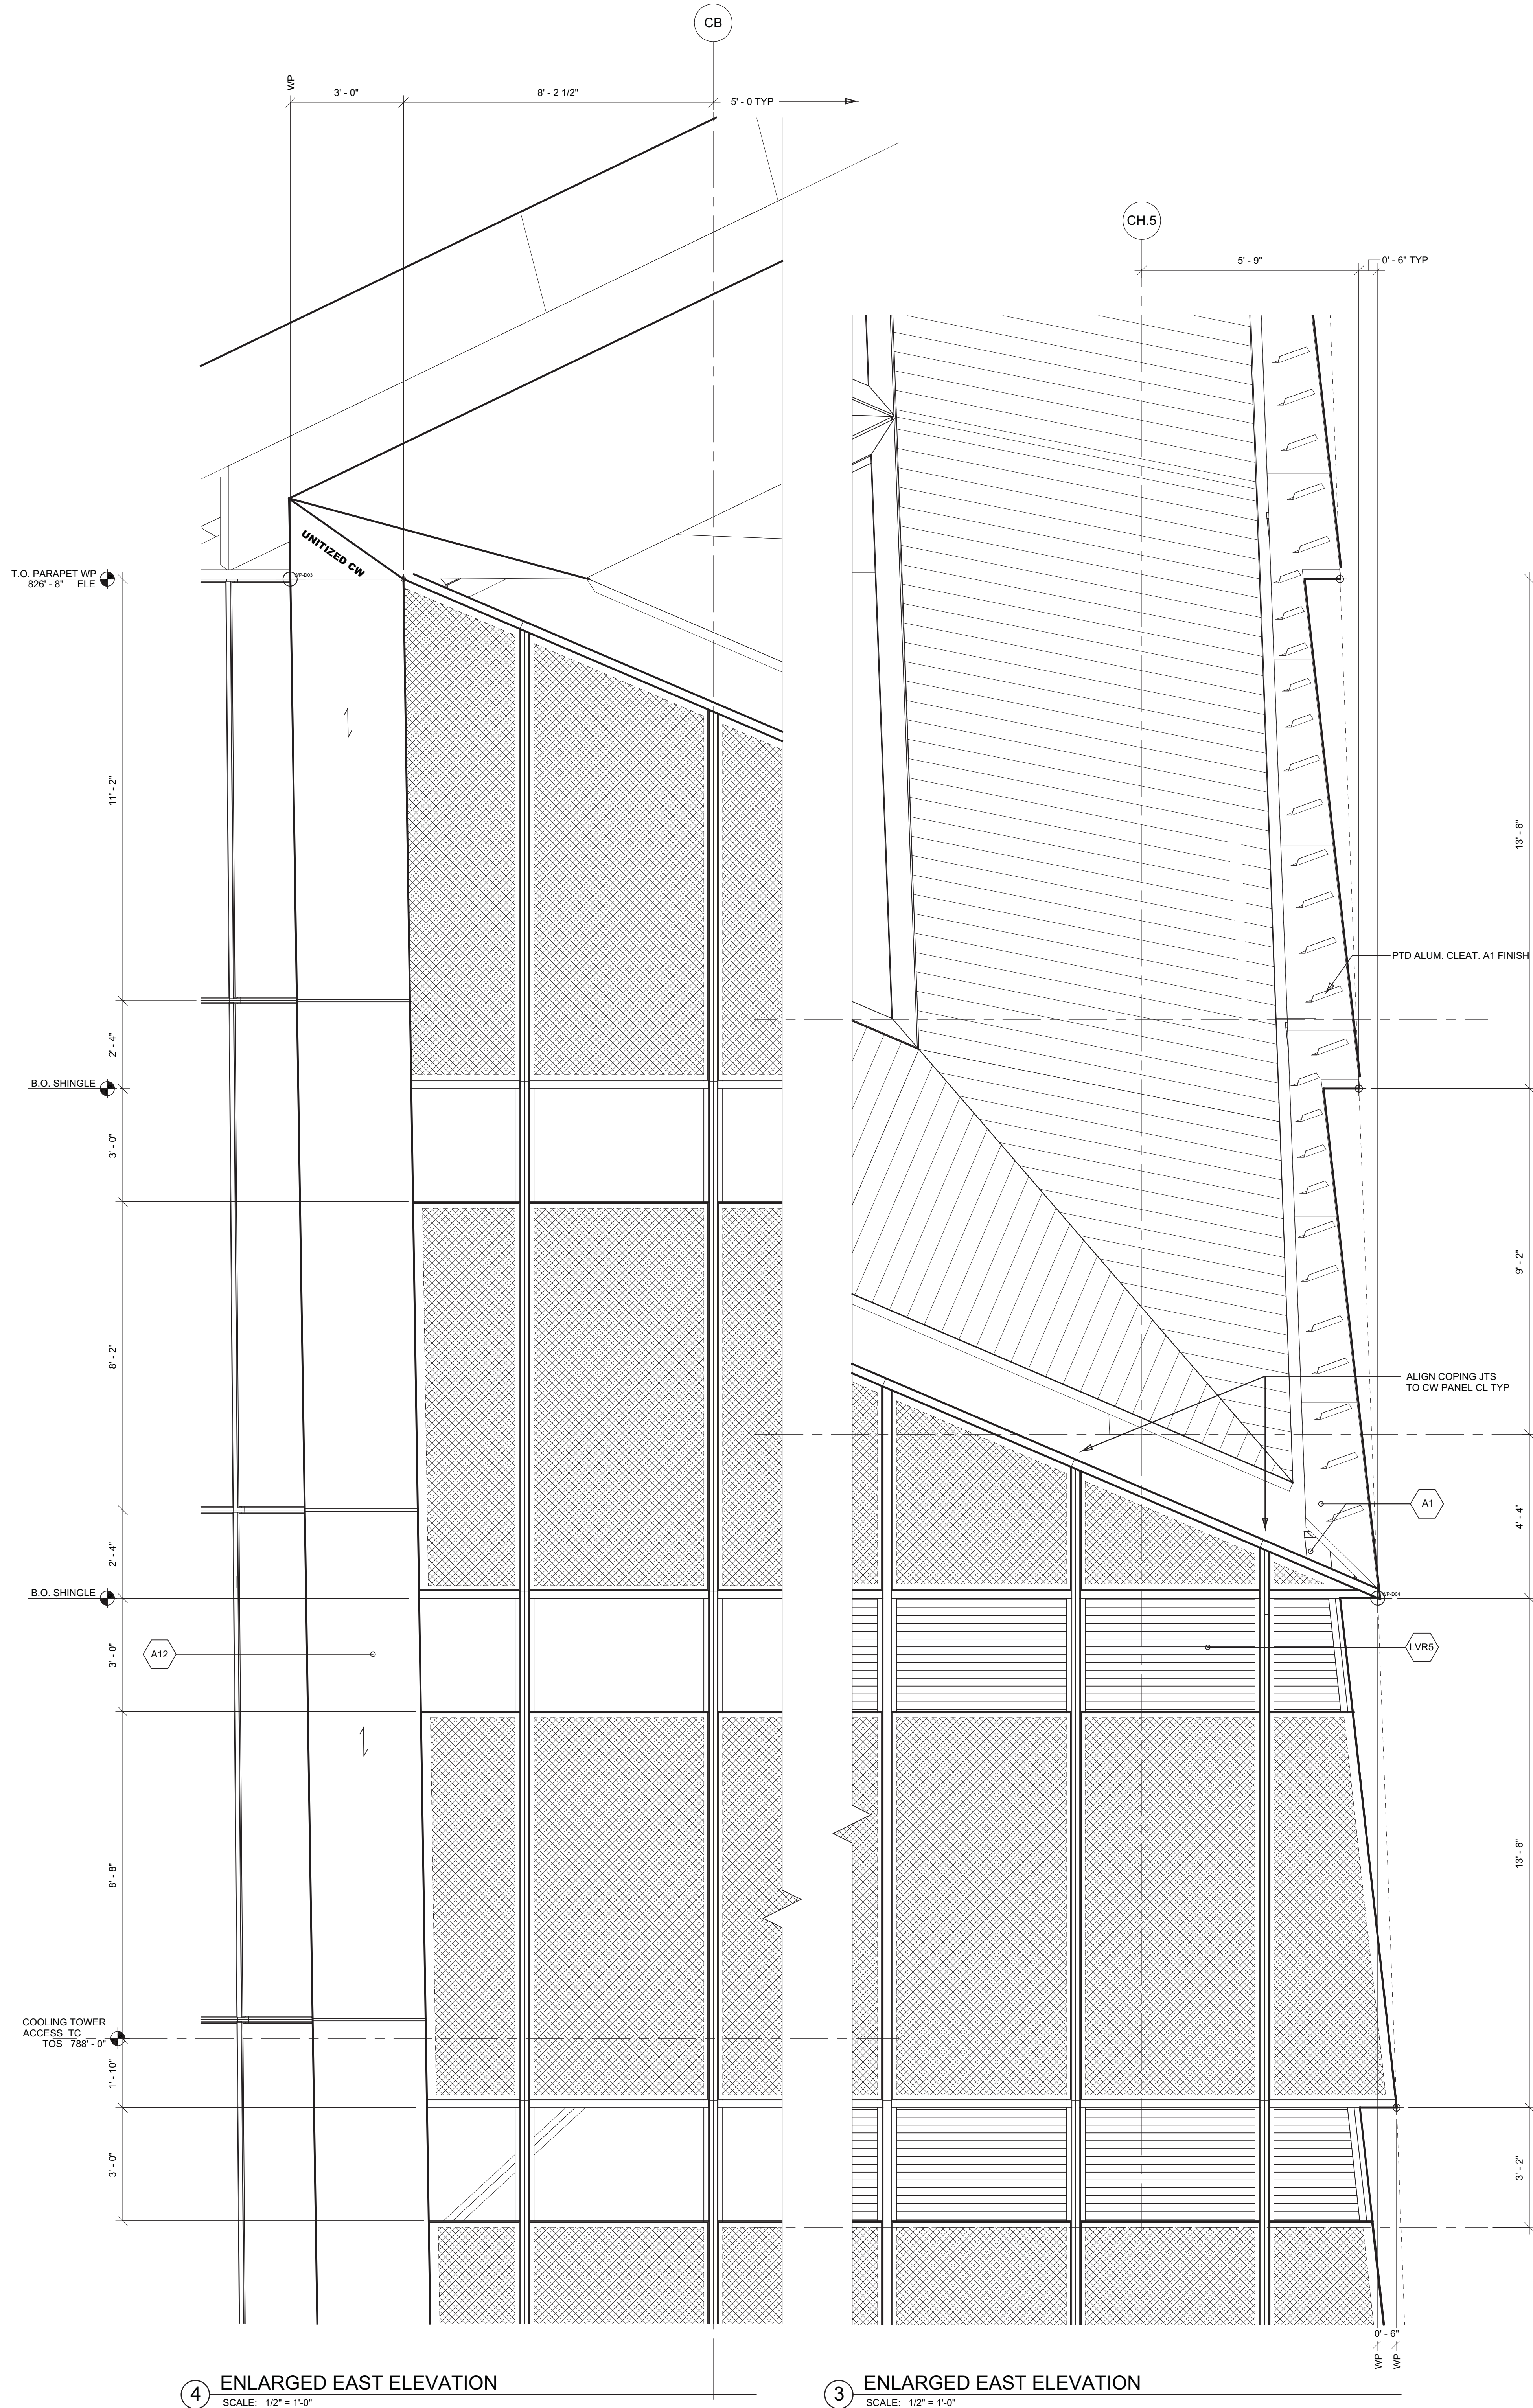 CB
WP
3' - 0"
8' - 2 1/2"
5' - 0 TYP
CH.5
5' - 9"
0' - 6" TYP
UNITIZED CW
T.O. PARAPET WP
826' - 8" ELE
WP-D03
11' - 2"
13' - 6"
PTD ALUM. CLEAT. A1 FINISH
2' - 4"
B.O. SHINGLE
3' - 0"
9' - 2"
8' - 2"
ALIGN COPING JTS
TO CW PANEL CL TYP
A1
4' - 4"
2' - 4"
B.O. SHINGLE
WP-D04
A12
3' - 0"
LVR5
8' - 8"
13' - 6"
COOLING TOWER
ACCESS_TC
TOS 788' - 0"
1' - 10"
3' - 0"
3' - 2"
0' - 6"
WP
WP
4
ENLARGED EAST ELEVATION
SCALE: 1/2" = 1'-0"
3
ENLARGED EAST ELEVATION
SCALE: 1/2" = 1'-0"